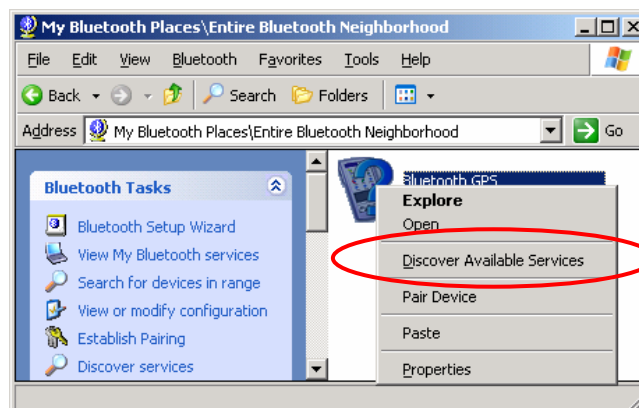 My Bluetooth Places\Entire Bluetooth Neighborhood
File Edit View Bluetooth Favorites Tools Help
Back Search Folders
Address My Bluetooth Places\Entire Bluetooth Neighborhood Go
Bluetooth Tasks
Bluetooth Setup Wizard
View My Bluetooth services
Search for devices in range
View or modify configuration
Establish Pairing
Discover services
Bluetooth GPS
Explore
Open
Discover Available Services
Pair Device
Paste
Properties